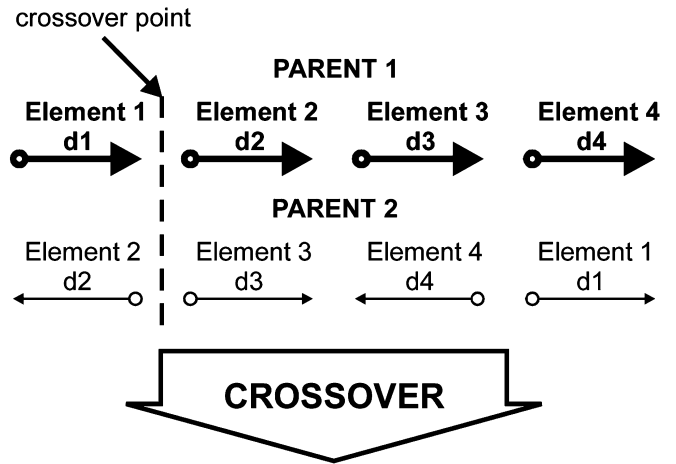 crossover point
PARENT 1
Element 1 Element 2 Element 3 Element 4
d1 d2 d3 d4
PARENT 2
Element 2 Element 3 Element 4 Element 1
d2 d3 d4 d1
CROSSOVER